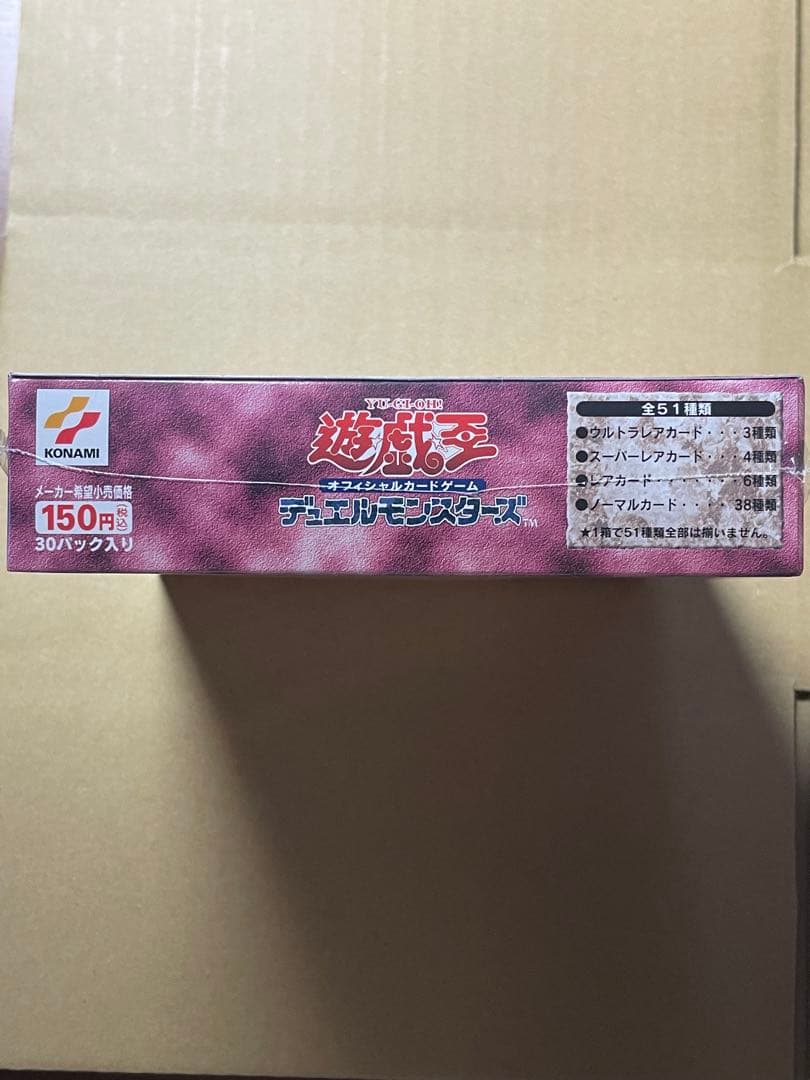 KONAMI
メーカー希望小売価格
150円(税込)
30パック入り
YU-GI-OH!
遊☆戯☆王
オフィシャルカードゲーム
デュエルモンスターズ™
全51種類
●ウルトラレアカード・・・3種類
●スーパーレアカード・・・4種類
●レアカード・・・・・・6種類
●ノーマルカード・・・・38種類
★1箱で51種類全部は揃いません。